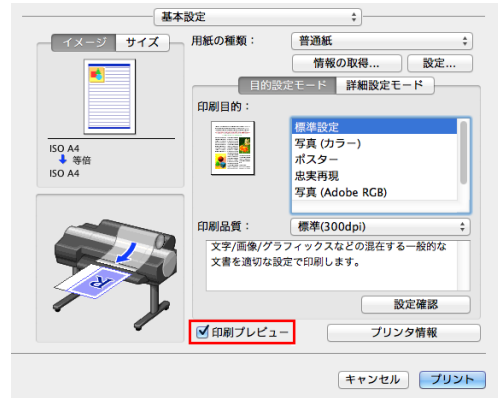 基本設定
イメージ サイズ
用紙の種類： 普通紙
情報の取得... 設定...
目的設定モード 詳細設定モード
印刷目的：
標準設定
写真 (カラー)
ポスター
忠実再現
写真 (Adobe RGB)
ISO A4
等倍
ISO A4
印刷品質： 標準(300dpi)
文字/画像/グラフィックスなどの混在する一般的な
文書を適切な設定で印刷します。
設定確認
印刷プレビュー プリンタ情報
キャンセル プリント